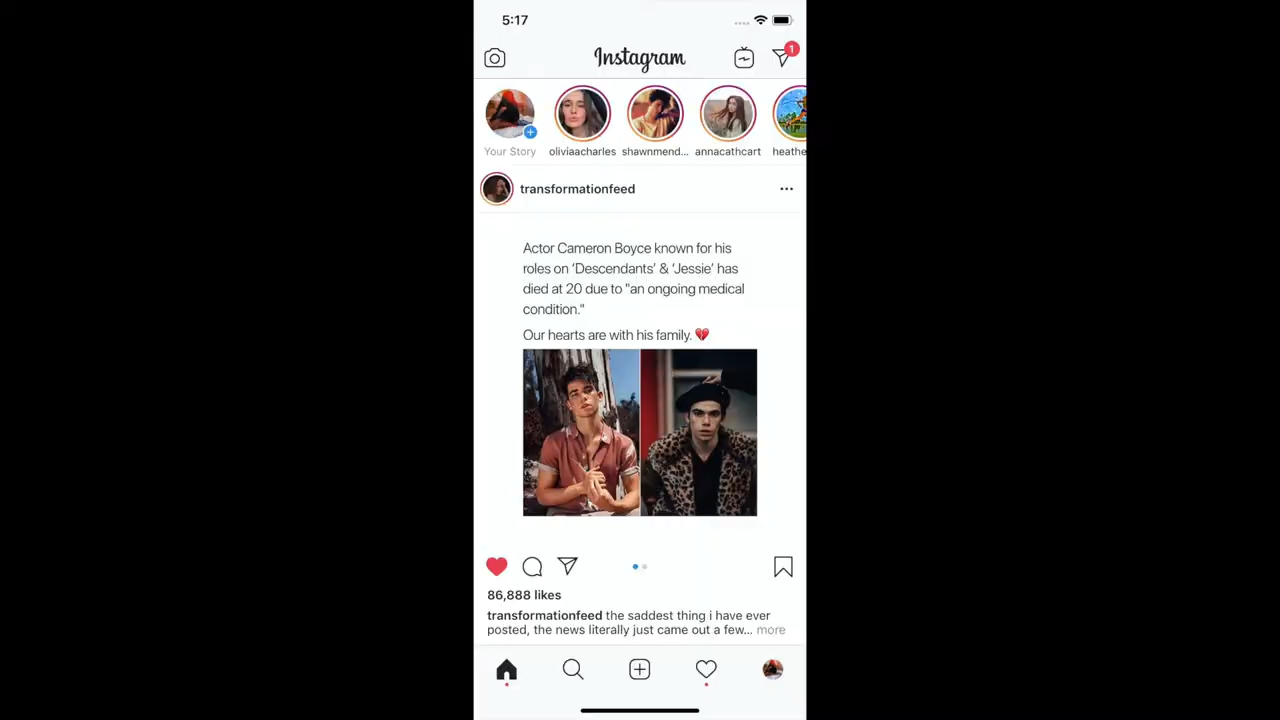 5:17
Instagram
1
Your Story
oliviaacharles
shawnmend...
annacathcart
heathe
transformationfeed
Actor Cameron Boyce known for his
roles on ‘Descendants’ & ‘Jessie’ has
died at 20 due to "an ongoing medical
condition."
Our hearts are with his family. 💔
86,888 likes
transformationfeed the saddest thing i have ever
posted, the news literally just came out a few... more